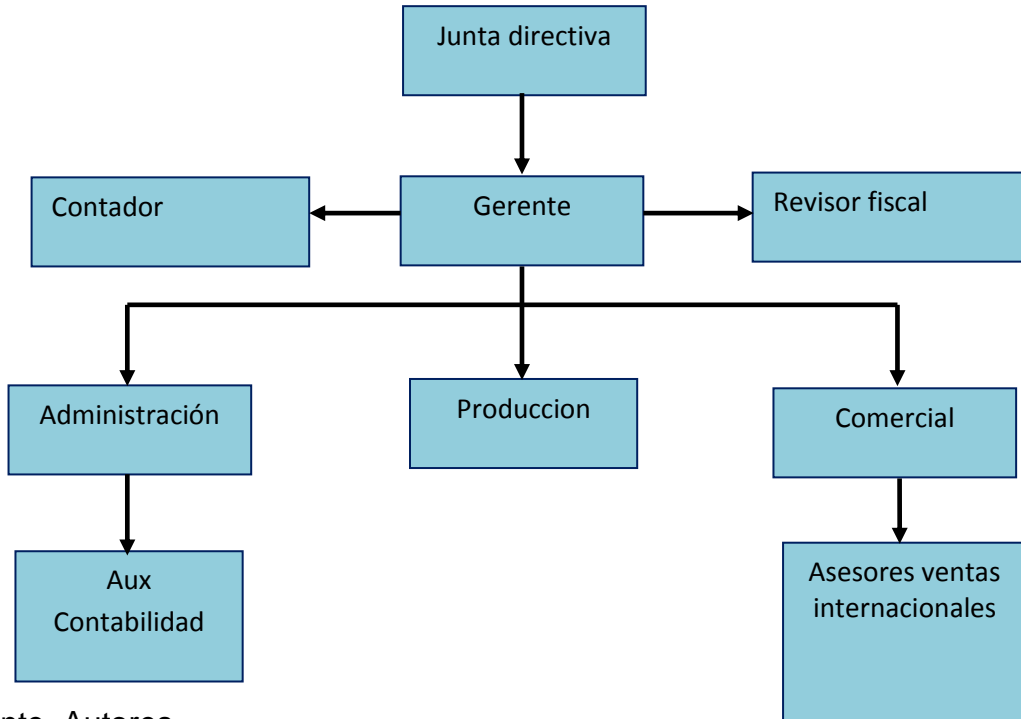 Junta directiva
Contador
Gerente
Revisor fiscal
Administración
Produccion
Comercial
Aux
Contabilidad
Asesores ventas
internacionales